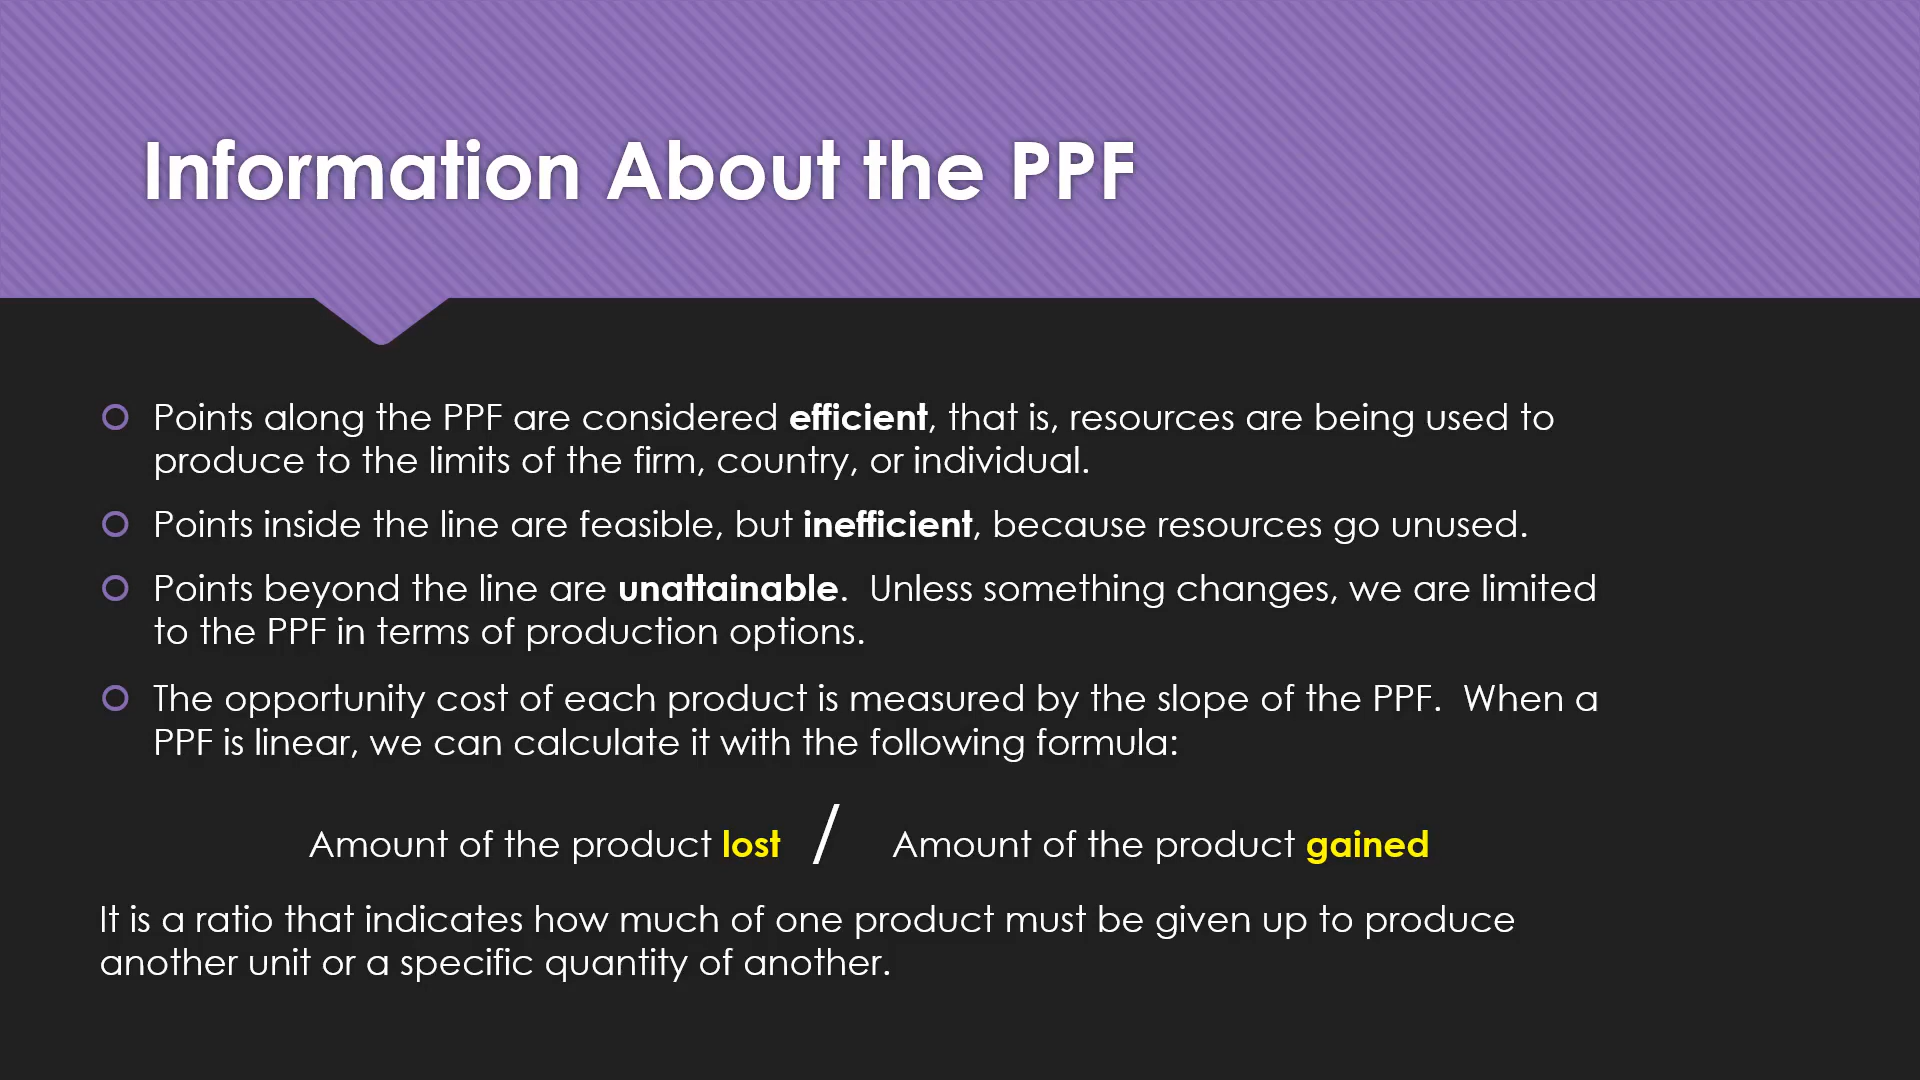 Information About the PPF
Points along the PPF are considered efficient, that is, resources are being used to
produce to the limits of the firm, country, or individual.
Points inside the line are feasible, but inefficient, because resources go unused.
Points beyond the line are unattainable.  Unless something changes, we are limited
to the PPF in terms of production options.
The opportunity cost of each product is measured by the slope of the PPF.  When a
PPF is linear, we can calculate it with the following formula:
Amount of the product lost / Amount of the product gained
It is a ratio that indicates how much of one product must be given up to produce
another unit or a specific quantity of another.